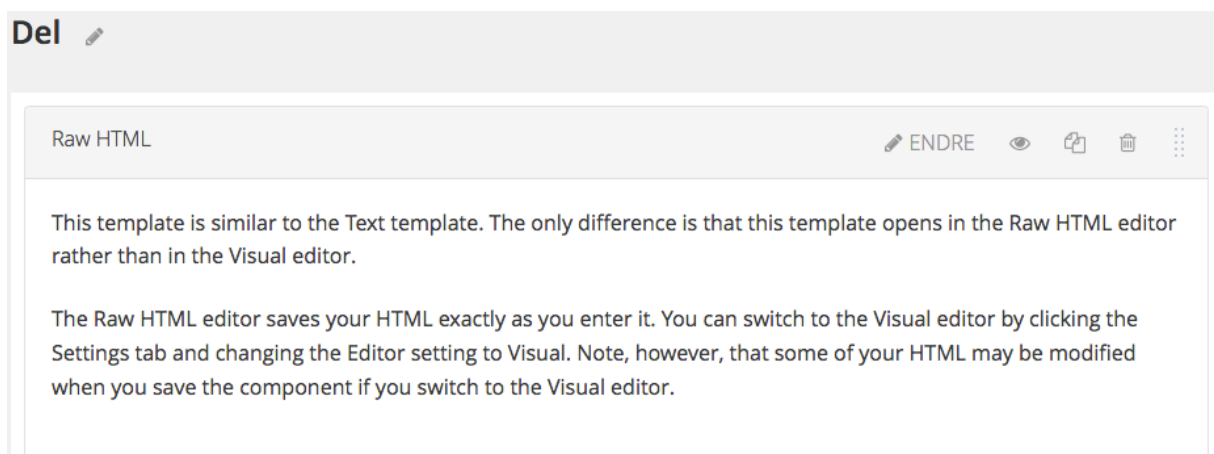 Del
Raw HTML
ENDRE
This template is similar to the Text template. The only difference is that this template opens in the Raw HTML editor
rather than in the Visual editor.
The Raw HTML editor saves your HTML exactly as you enter it. You can switch to the Visual editor by clicking the
Settings tab and changing the Editor setting to Visual. Note, however, that some of your HTML may be modified
when you save the component if you switch to the Visual editor.